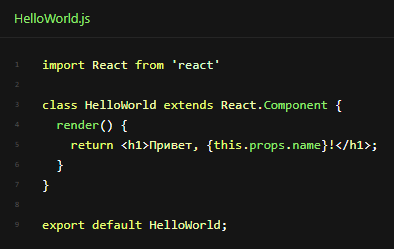 HelloWorld.js
1 import React from 'react'
2
3 class HelloWorld extends React.Component {
4 render() {
5 return <h1>Привет, {this.props.name}!</h1>;
6 }
7 }
8
9 export default HelloWorld;